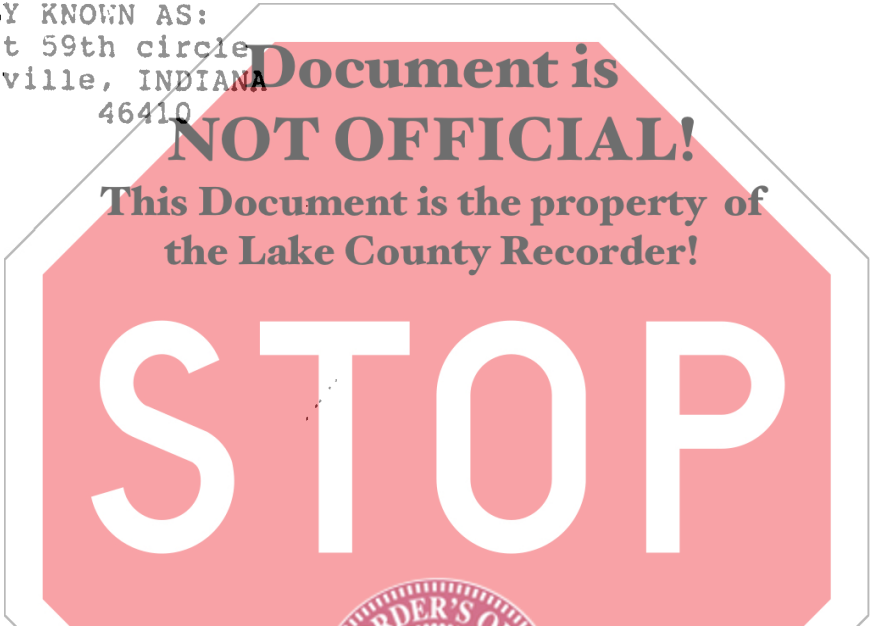 Y KNOWN AS:
t 59th circle
ville, INDIANA
46410
Document is
NOT OFFICIAL!
This Document is the property of
the Lake County Recorder!
STOP
RDER'S O